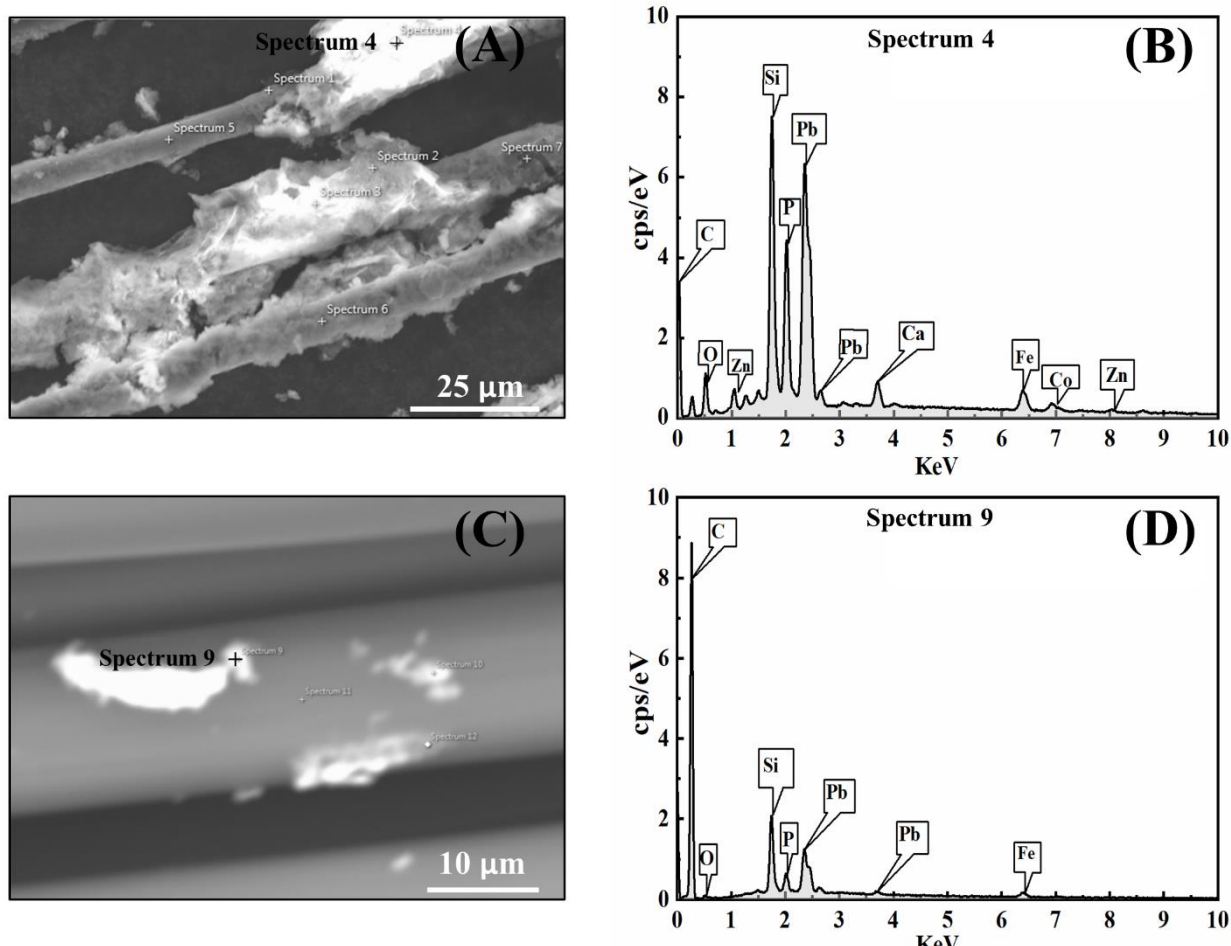 (A)
Spectrum 4
Spectrum 4
Spectrum 1
Spectrum 5
Spectrum 2
Spectrum 7
Spectrum 3
Spectrum 6
25 µm
(B)
Spectrum 4
cps/eV
10
8
6
4
2
0
Si
Pb
P
C
O
Zn
Pb
Ca
Fe
Co
Zn
0 1 2 3 4 5 6 7 8 9 10
KeV
(C)
Spectrum 9
Spectrum 9
Spectrum 10
Spectrum 11
Spectrum 12
10 µm
(D)
Spectrum 9
cps/eV
10
8
6
4
2
0
C
Si
Pb
P
O
Pb
Fe
0 1 2 3 4 5 6 7 8 9 10
KeV